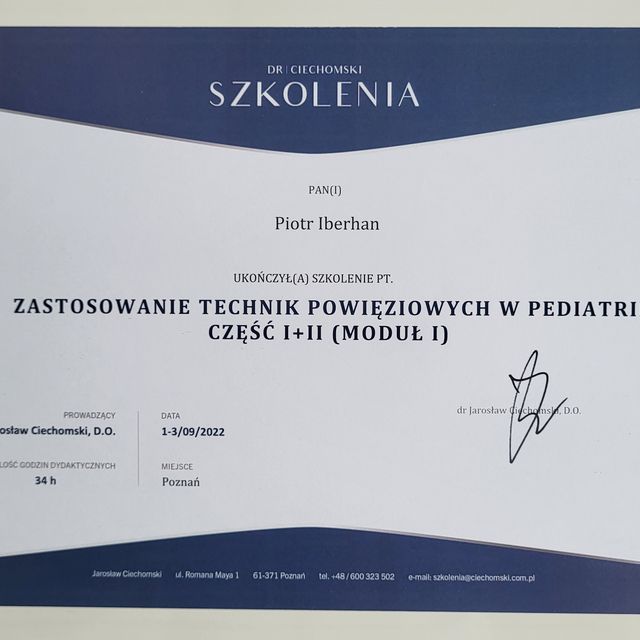 DR | CIECHOMSKI
SZKOLENIA
PAN(I)
Piotr Iberhan
UKOŃCZYŁ(A) SZKOLENIE PT.
ZASTOSOWANIE TECHNIK POWIĘZIOWYCH W PEDIATRI
CZĘŚĆ I+II (MODUŁ I)
dr Jarosław Ciechomski, D.O.
PROWADZĄCY
osław Ciechomski, D.O.
DATA
1-3/09/2022
LOŚĆ GODZIN DYDAKTYCZNYCH
34 h
MIEJSCE
Poznań
Jarosław Ciechomski ul. Romana Maya 1 61-371 Poznań tel. +48 / 600 323 502 e-mail: szkolenia@ciechomski.com.pl